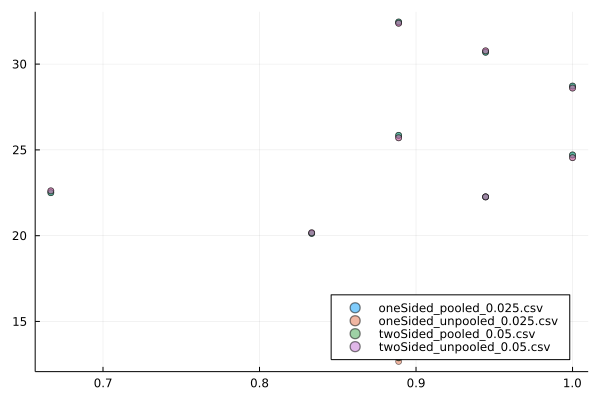 30
25
20
15
oneSided_pooled_0.025.csv
oneSided_unpooled_0.025.csv
twoSided_pooled_0.05.csv
twoSided_unpooled_0.05.csv
0.7 0.8 0.9 1.0